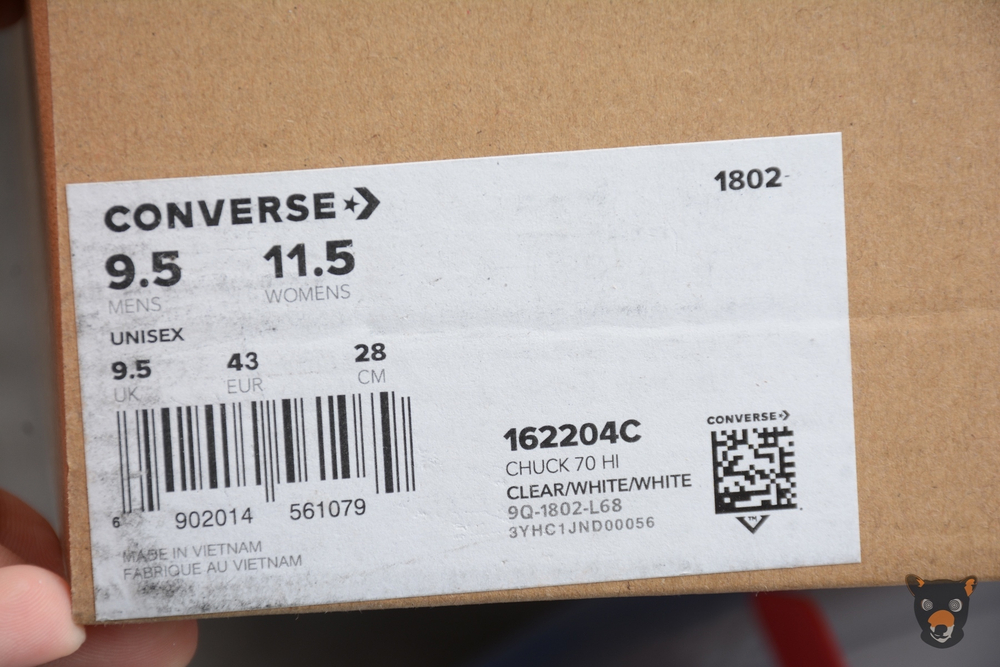 CONVERSE
1802-
9.5 11.5
MENS WOMENS
UNISEX
9.5 43 28
UK EUR CM
6 902014 561079
MADE IN VIETNAM
FABRIQUE AU VIETNAM
162204C
CHUCK 70 HI
CLEAR/WHITE/WHITE
9Q-1802-L68
3YHC1JND00056
CONVERSE
TM